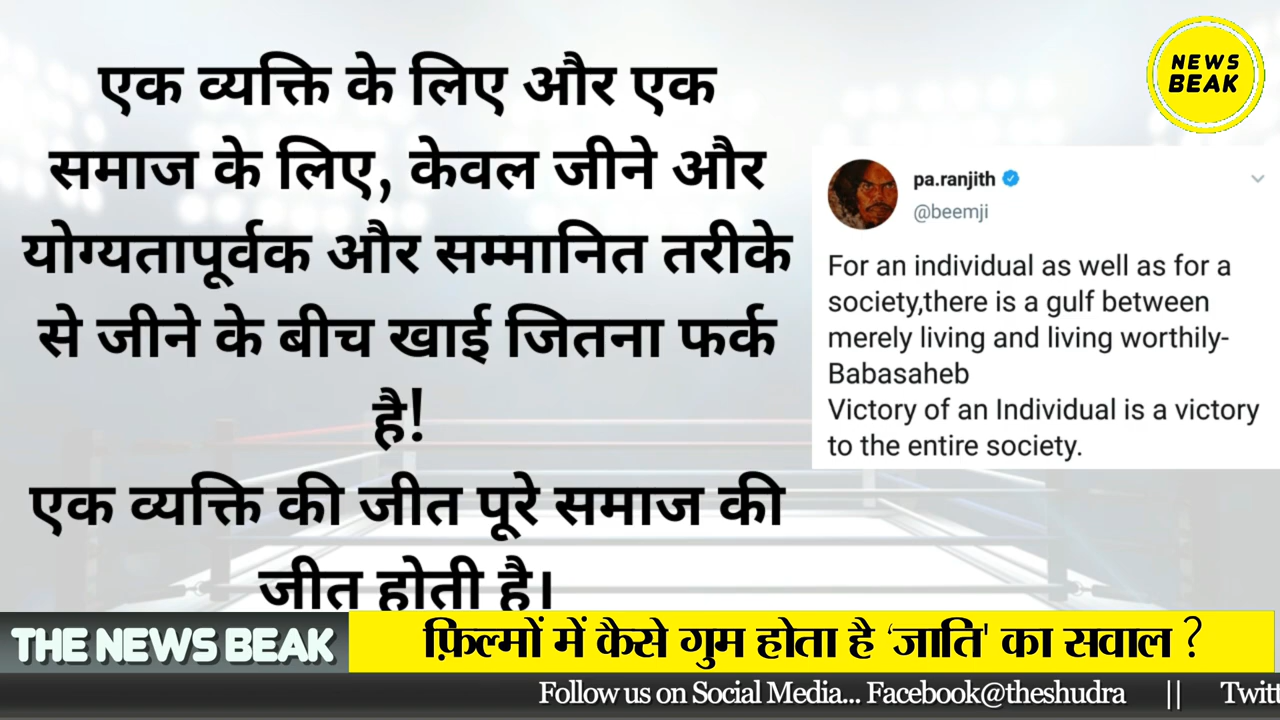 एक व्यक्ति के लिए और एक
समाज के लिए, केवल जीने और
योग्यतापूर्वक और सम्मानित तरीके
से जीने के बीच खाई जितना फर्क
है!
एक व्यक्ति की जीत पूरे समाज की
जीत होती है।
NEWS
BEAK
pa.ranjith
@beemji
For an individual as well as for a
society,there is a gulf between
merely living and living worthily-
Babasaheb
Victory of an Individual is a victory
to the entire society.
THE NEWS BEAK
फ़िल्मों में कैसे गुम होता है ‘जाति' का सवाल ?
Follow us on Social Media... Facebook@theshudra || Twitt